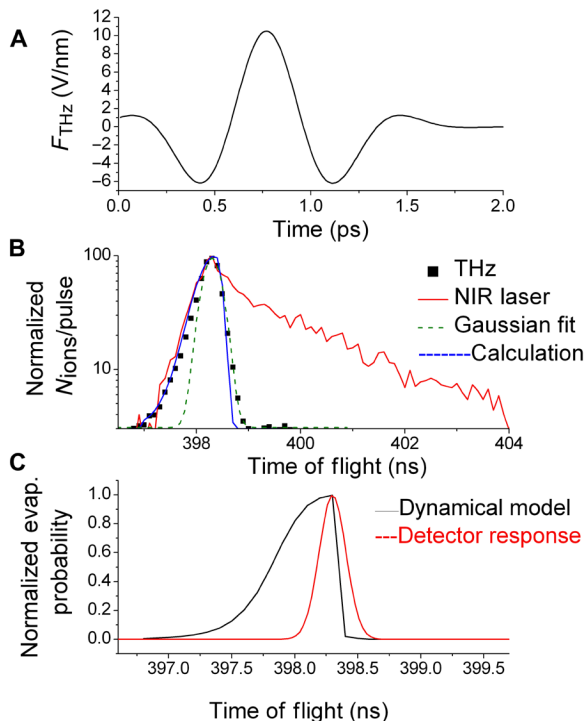 A
F_THz (V/nm)
12
10
8
6
4
2
0
−2
−4
−6
0.0 0.5 1.0 1.5 2.0
Time (ps)
B
Normalized
N_ions/pulse
100
10
THz
NIR laser
Gaussian fit
Calculation
398 400 402 404
Time of flight (ns)
C
Normalized evap.
probability
1.0
0.8
0.6
0.4
0.2
0.0
Dynamical model
Detector response
397.0 397.5 398.0 398.5 399.0 399.5
Time of flight (ns)